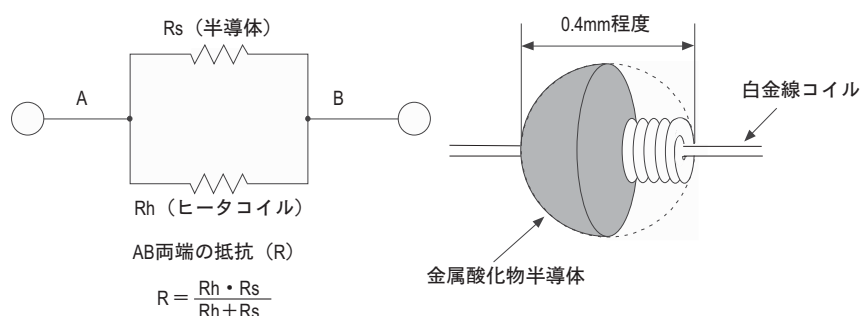 Rs（半導体）
A
B
Rh（ヒータコイル）
AB両端の抵抗（R）
R＝Rh・Rs
Rh＋Rs
0.4mm程度
白金線コイル
金属酸化物半導体